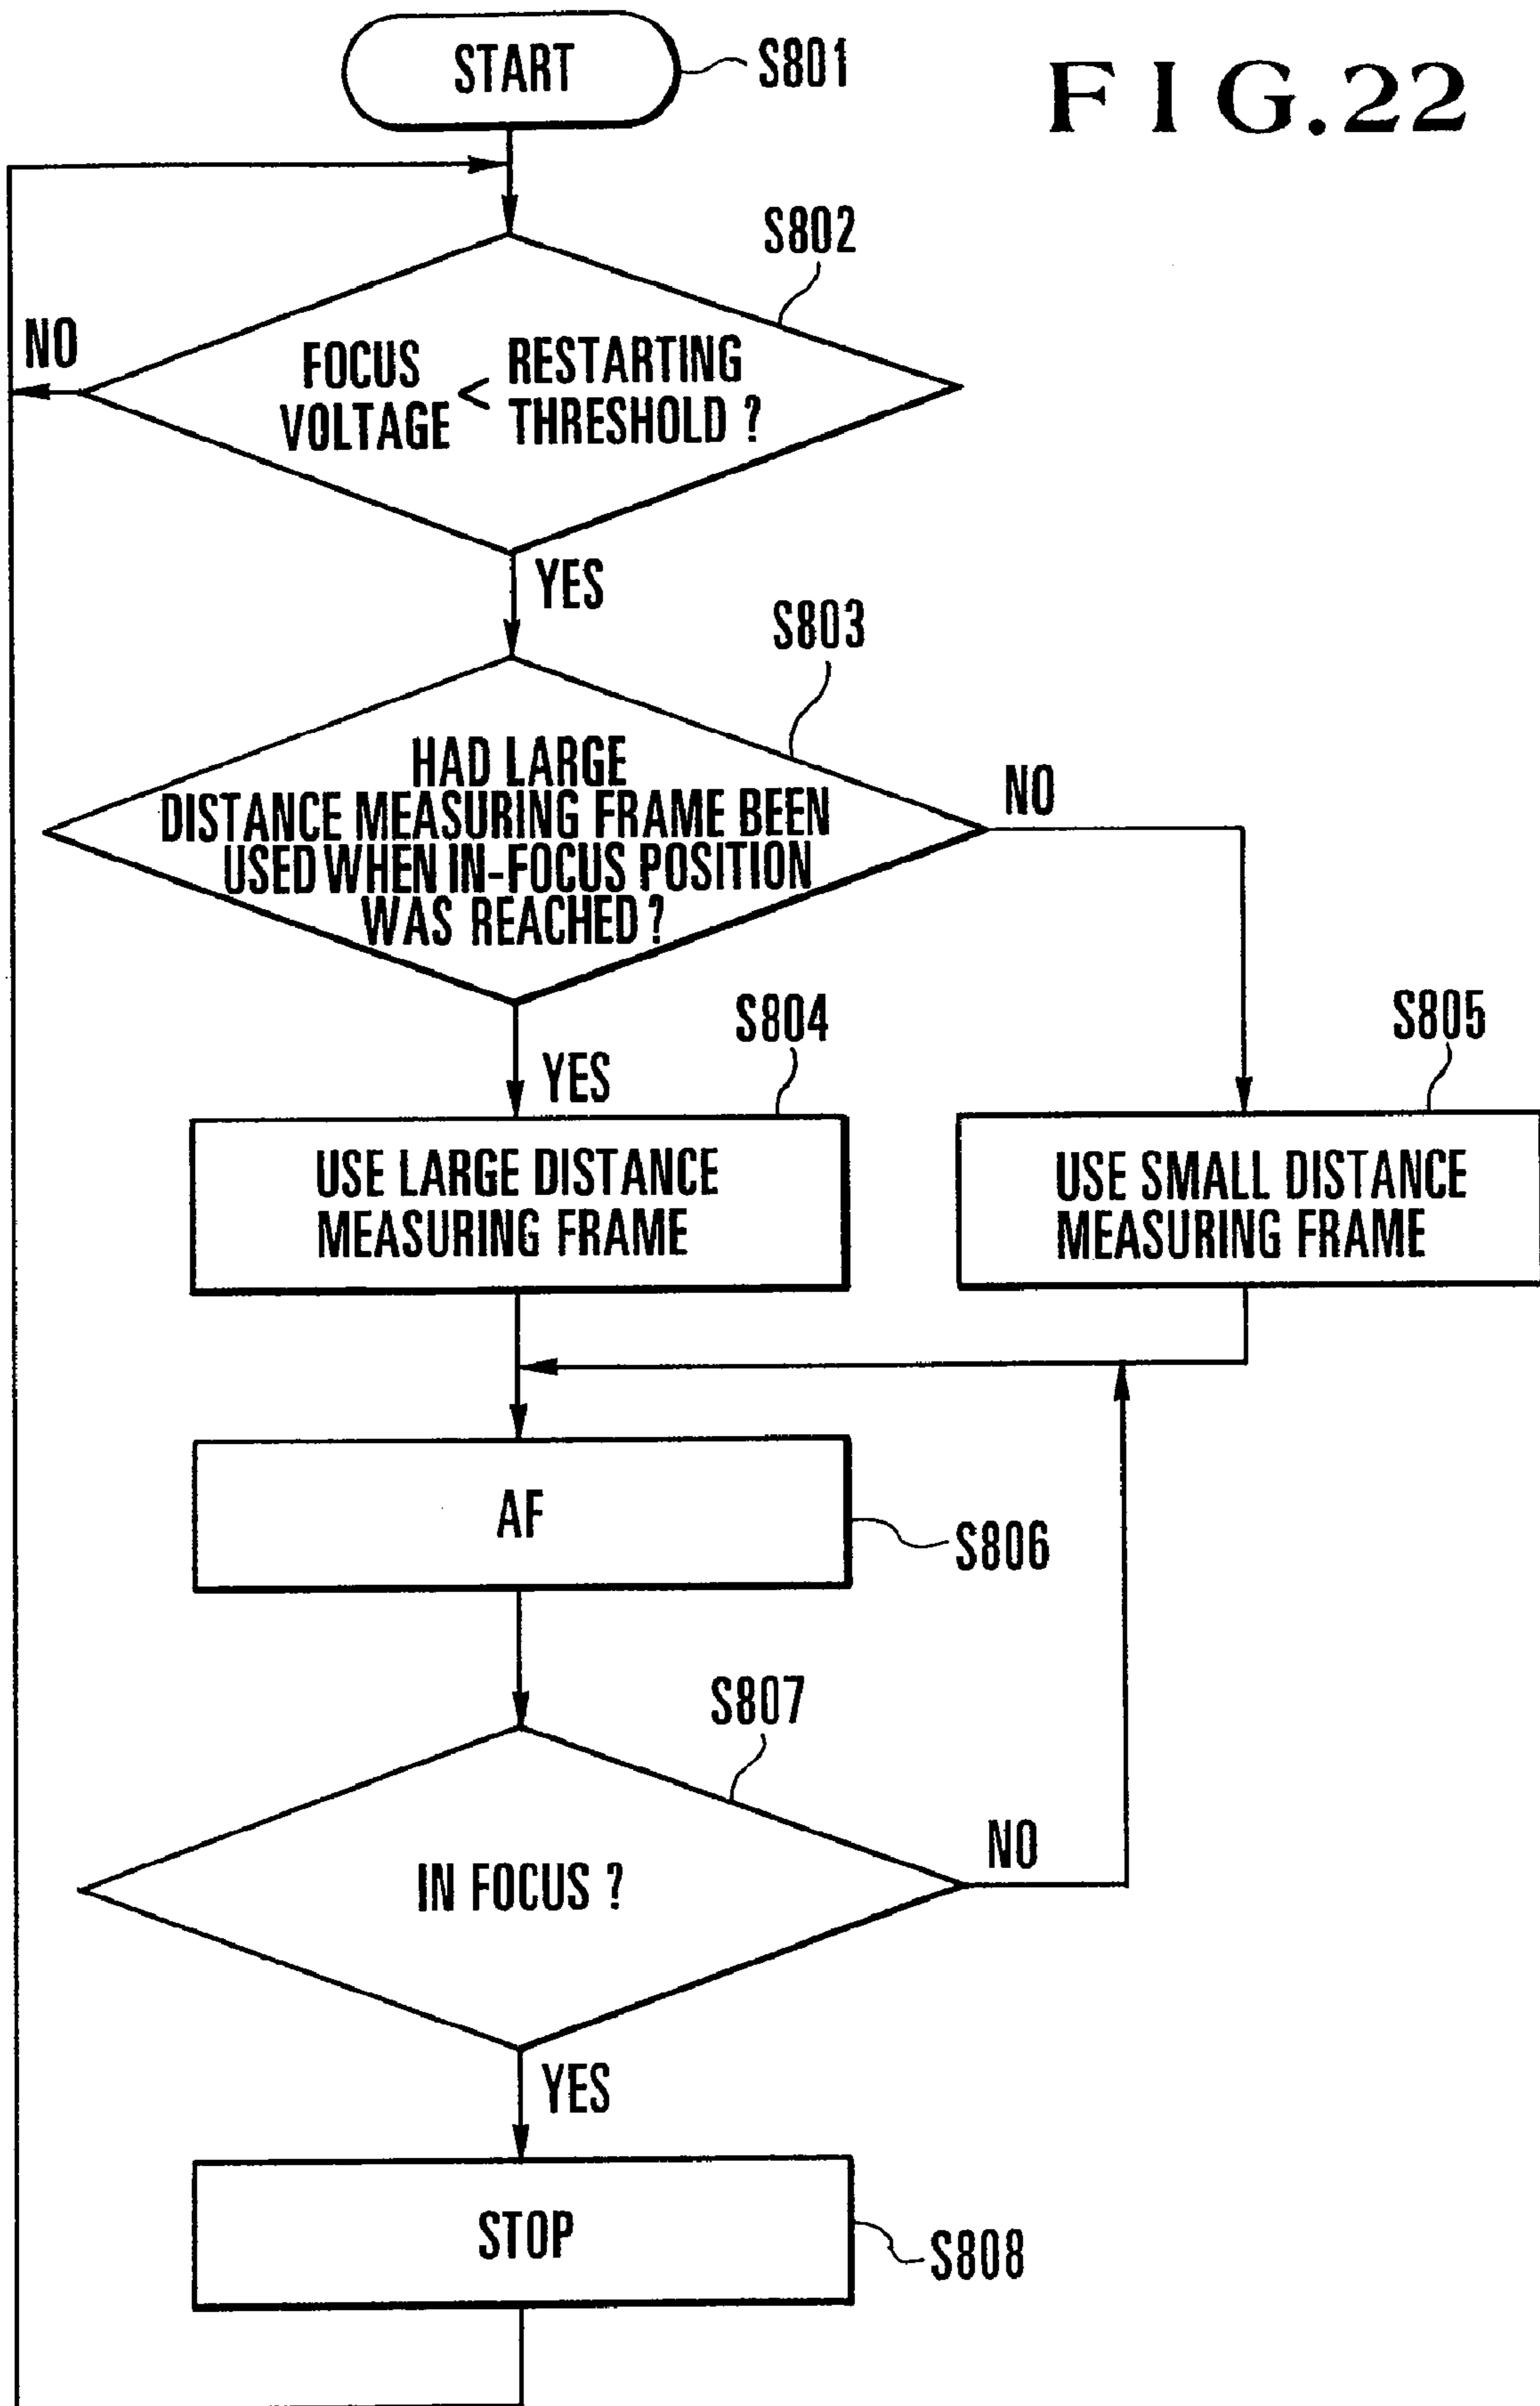 START
S801
FIG.22
S802
NO
FOCUS VOLTAGE < RESTARTING THRESHOLD ?
YES
S803
HAD LARGE
DISTANCE MEASURING FRAME BEEN
USED WHEN IN-FOCUS POSITION
WAS REACHED ?
NO
S804
YES
S805
USE LARGE DISTANCE
MEASURING FRAME
USE SMALL DISTANCE
MEASURING FRAME
AF
S806
S807
IN FOCUS ?
NO
YES
STOP
S808